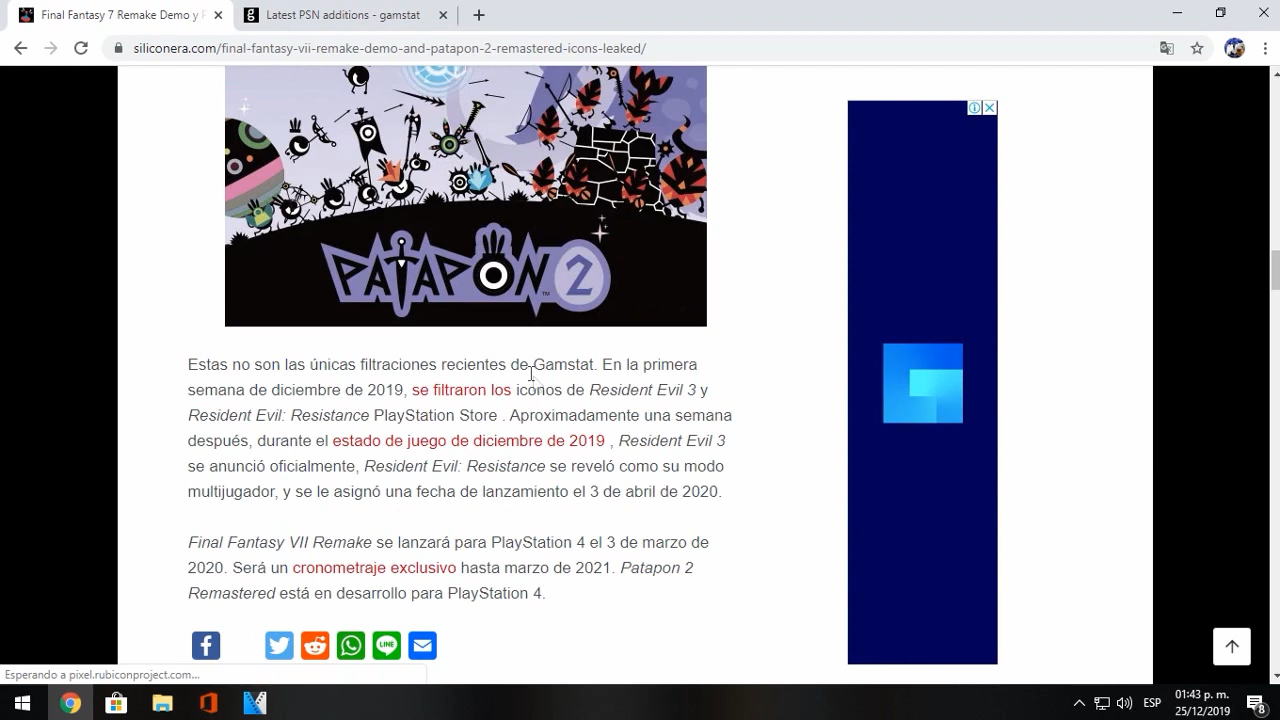 Final Fantasy 7 Remake Demo y P
Latest PSN additions - gamstat
siliconera.com/final-fantasy-vii-remake-demo-and-patapon-2-remastered-icons-leaked/
PATAPON 2
Estas no son las únicas filtraciones recientes de Gamstat. En la primera
semana de diciembre de 2019, se filtraron los iconos de Resident Evil 3 y
Resident Evil: Resistance PlayStation Store . Aproximadamente una semana
después, durante el estado de juego de diciembre de 2019 , Resident Evil 3
se anunció oficialmente, Resident Evil: Resistance se reveló como su modo
multijugador, y se le asignó una fecha de lanzamiento el 3 de abril de 2020.
Final Fantasy VII Remake se lanzará para PlayStation 4 el 3 de marzo de
2020. Será un cronometraje exclusivo hasta marzo de 2021. Patapon 2
Remastered está en desarrollo para PlayStation 4.
LINE
Esperando a pixel.rubiconproject.com...
ESP
01:43 p. m.
25/12/2019
8